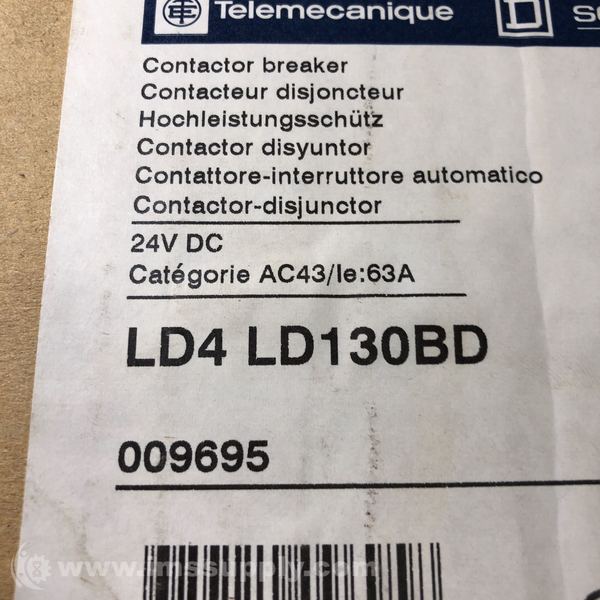 Telemecanique
Contactor breaker
Contacteur disjoncteur
Hochleistungsschütz
Contactor disyuntor
Contattore-interruttore automatico
Contactor-disjunctor
24V DC
Catégorie AC43/Ie:63A
LD4 LD130BD
009695
www.imssupply.com